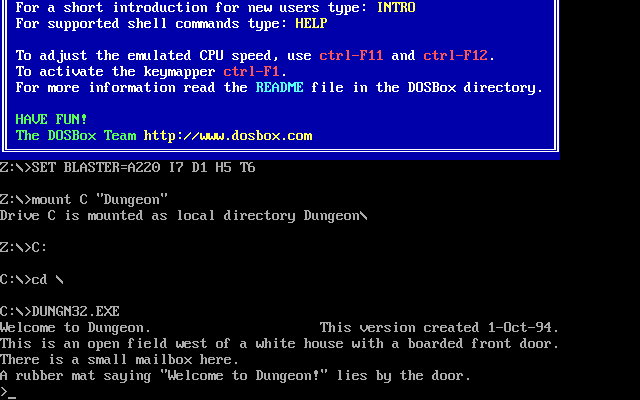 For a short introduction for new users type: INTRO
For supported shell commands type: HELP
To adjust the emulated CPU speed, use ctrl-F11 and ctrl-F12.
To activate the keymapper ctrl-F1.
For more information read the README file in the DOSBox directory.
HAVE FUN!
The DOSBox Team http://www.dosbox.com
Z:\>SET BLASTER=A220 I7 D1 H5 T6
Z:\>mount C "Dungeon"
Drive C is mounted as local directory Dungeon\
Z:\>C:
C:\>cd \
C:\>DUNGN32.EXE
Welcome to Dungeon. This version created 1-Oct-94.
This is an open field west of a white house with a boarded front door.
There is a small mailbox here.
A rubber mat saying "Welcome to Dungeon!" lies by the door.
>_